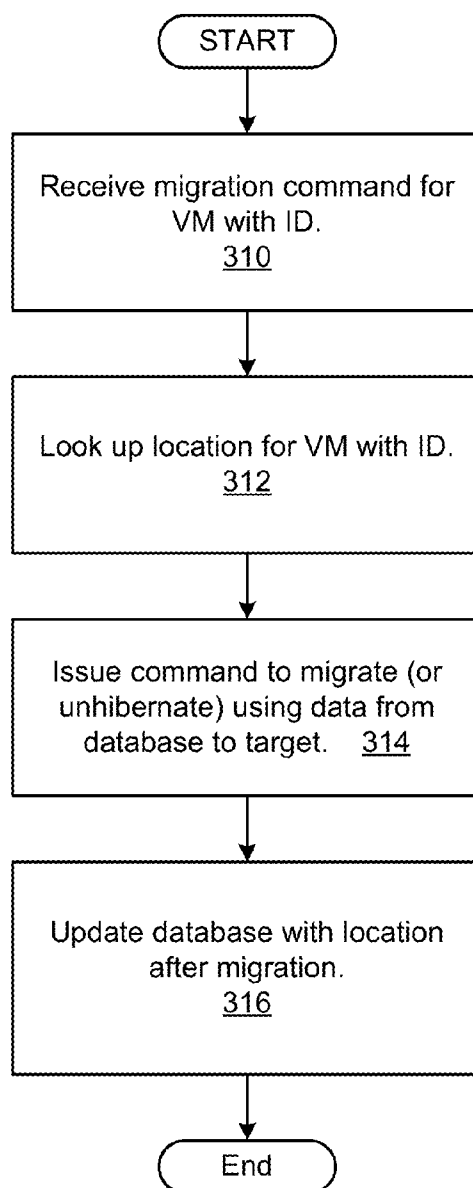 START
Receive migration command for
VM with ID.
310
Look up location for VM with ID.
312
Issue command to migrate (or
unhibernate) using data from
database to target. 314
Update database with location
after migration.
316
End